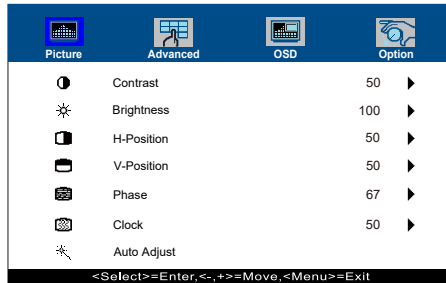 Picture Advanced OSD Option
Contrast 50
Brightness 100
H-Position 50
V-Position 50
Phase 67
Clock 50
Auto Adjust
<Select>=Enter,<-,+>=Move,<Menu>=Exit